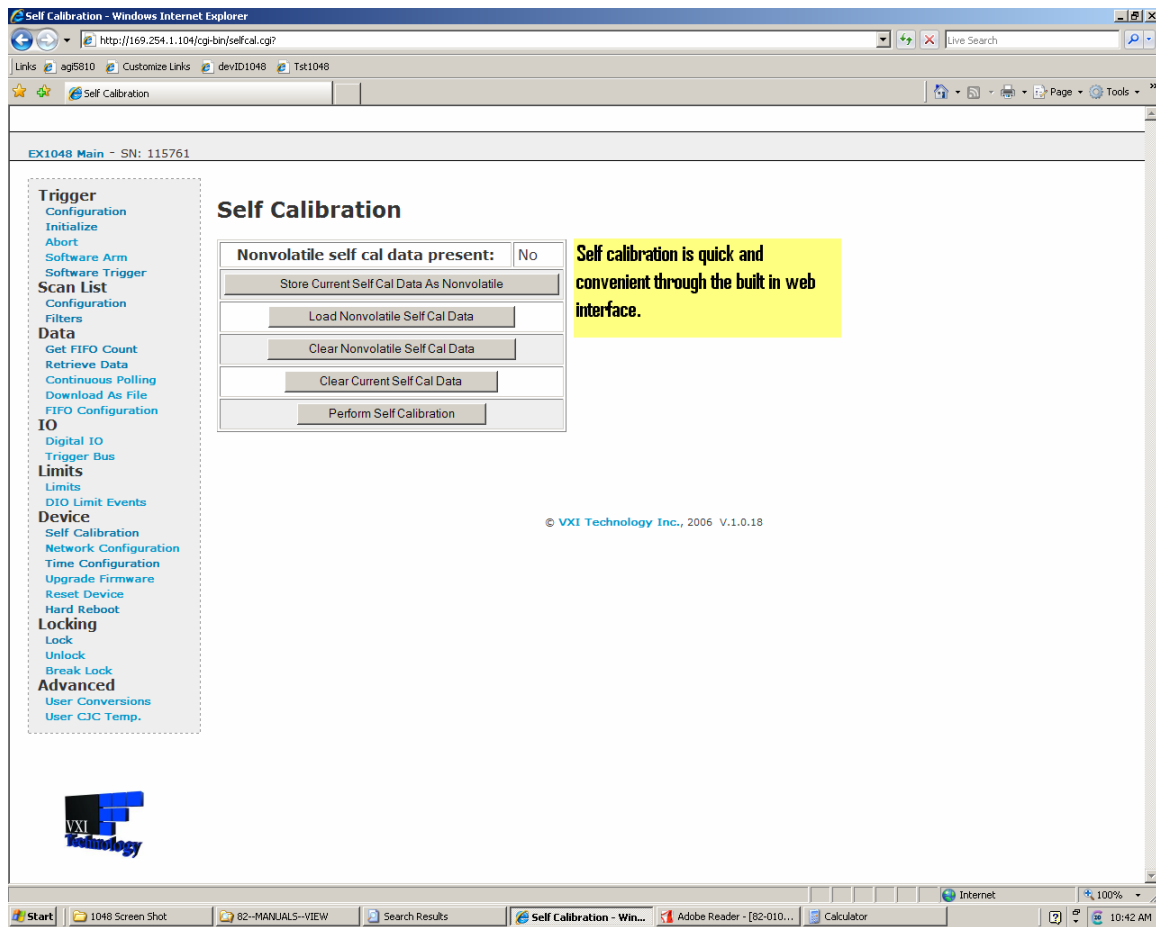 Self Calibration - Windows Internet Explorer
http://169.254.1.104/cgi-bin/selfcal.cgi?
Live Search
Links agi5810 Customize Links devID1048 Tst1048
Self Calibration
Page Tools
EX1048 Main - SN: 115761
Trigger
Configuration
Initialize
Abort
Software Arm
Software Trigger
Scan List
Configuration
Filters
Data
Get FIFO Count
Retrieve Data
Continuous Polling
Download As File
FIFO Configuration
IO
Digital IO
Trigger Bus
Limits
Limits
DIO Limit Events
Device
Self Calibration
Network Configuration
Time Configuration
Upgrade Firmware
Reset Device
Hard Reboot
Locking
Lock
Unlock
Break Lock
Advanced
User Conversions
User CJC Temp.
Self Calibration
Nonvolatile self cal data present: No
Store Current Self Cal Data As Nonvolatile
Load Nonvolatile Self Cal Data
Clear Nonvolatile Self Cal Data
Clear Current Self Cal Data
Perform Self Calibration
Self calibration is quick and
convenient through the built in web
interface.
© VXI Technology Inc., 2006 V.1.0.18
VXI
Technology
Internet 100%
Start 1048 Screen Shot 82--MANUALS--VIEW Search Results Self Calibration - Win... Adobe Reader - [82-010... Calculator 10:42 AM